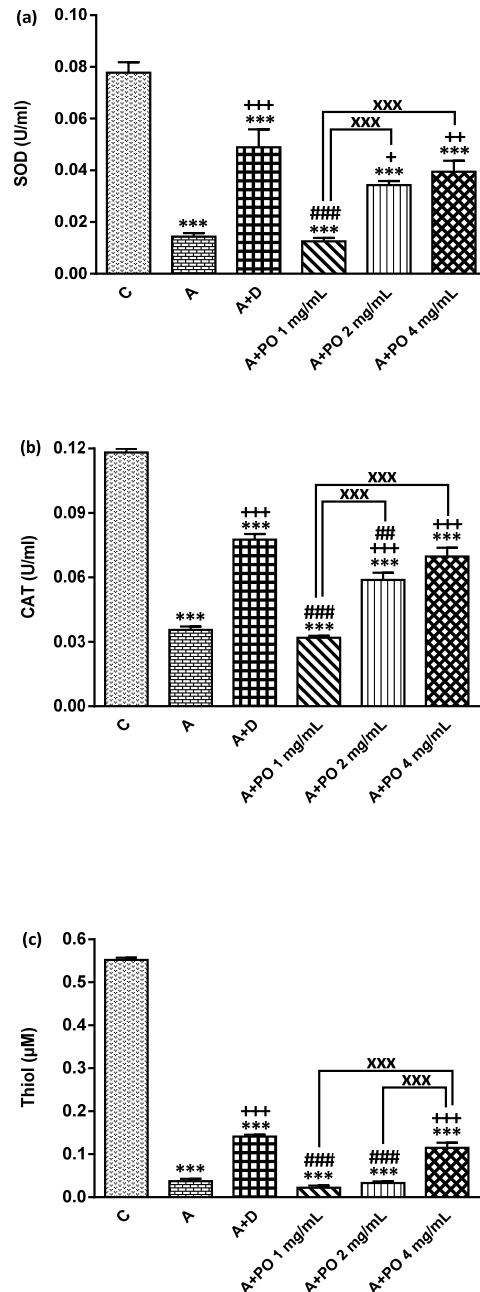 (a)
SOD (U/ml)
0.10
0.08
0.06
0.04
0.02
0.00
***
+++
***
###
***
+
***
++
***
xxx
xxx
C
A
A+D
A+PO 1 mg/mL
A+PO 2 mg/mL
A+PO 4 mg/mL
(b)
CAT (U/ml)
0.12
0.09
0.06
0.03
0.00
***
+++
***
###
***
##
+++
***
+++
***
xxx
xxx
C
A
A+D
A+PO 1 mg/mL
A+PO 2 mg/mL
A+PO 4 mg/mL
(c)
Thiol (µM)
0.6
0.5
0.4
0.3
0.2
0.1
0.0
***
+++
***
###
***
###
***
+++
***
xxx
xxx
C
A
A+D
A+PO 1 mg/mL
A+PO 2 mg/mL
A+PO 4 mg/mL